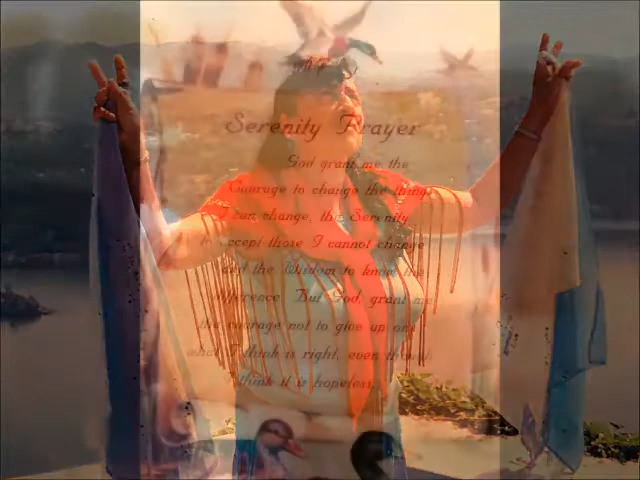 Serenity Prayer
God grant me the
Courage to change the things
I can change, the Serenity
to accept those I cannot change
and the Wisdom to know the
difference. But God, grant me
the courage not to give up on
what I think is right, even though
I think it is hopeless.